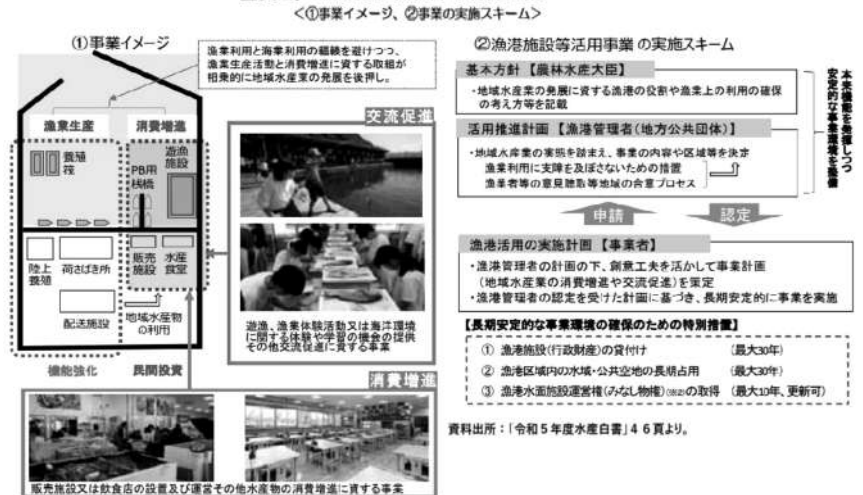 <①事業イメージ、②事業の実施スキーム>
①事業イメージ
漁業利用と海業利用の輻輳を避けつつ、
漁業生産活動と消費増進に資する取組が
相乗的に地域水産業の発展を後押し。
漁業生産
消費増進
養殖
筏
PB用
桟橋
遊漁
施設
陸上
養殖
荷さばき所
販売
施設
水産
食堂
配送施設
地域水産物
の利用
機能強化
民間投資
交流促進
遊漁、漁業体験活動又は海洋環境
に関する体験や学習の機会の提供
その他交流促進に資する事業
消費増進
販売施設又は飲食店の設置及び運営その他水産物の消費増進に資する事業
②漁港施設等活用事業の実施スキーム
基本方針 【農林水産大臣】
・地域水産業の発展に資する漁港の役割や漁業上の利用の確保
の考え方等を記載
活用推進計画 【漁港管理者(地方公共団体)】
・地域水産業の実態を踏まえ、事業の内容や区域等を決定
漁業利用に支障を及ぼさないための措置
漁業者等の意見聴取等地域の合意プロセス
本来機能を発揮しつつ
安定的な事業環境を整備
申請
認定
漁港活用の実施計画 【事業者】
・漁港管理者の計画の下、創意工夫を活かして事業計画
(地域水産業の消費増進や交流促進)を策定
・漁港管理者の認定を受けた計画に基づき、長期安定的に事業を実施
【長期安定的な事業環境の確保のための特別措置】
① 漁港施設(行政財産)の貸付け (最大30年)
② 漁港区域内の水域・公共空地の長期占用 (最大30年)
③ 漁港水面施設運営権(みなし物権)(※2)の取得 (最大10年、更新可)
資料出所:「令和5年度水産白書」46頁より。